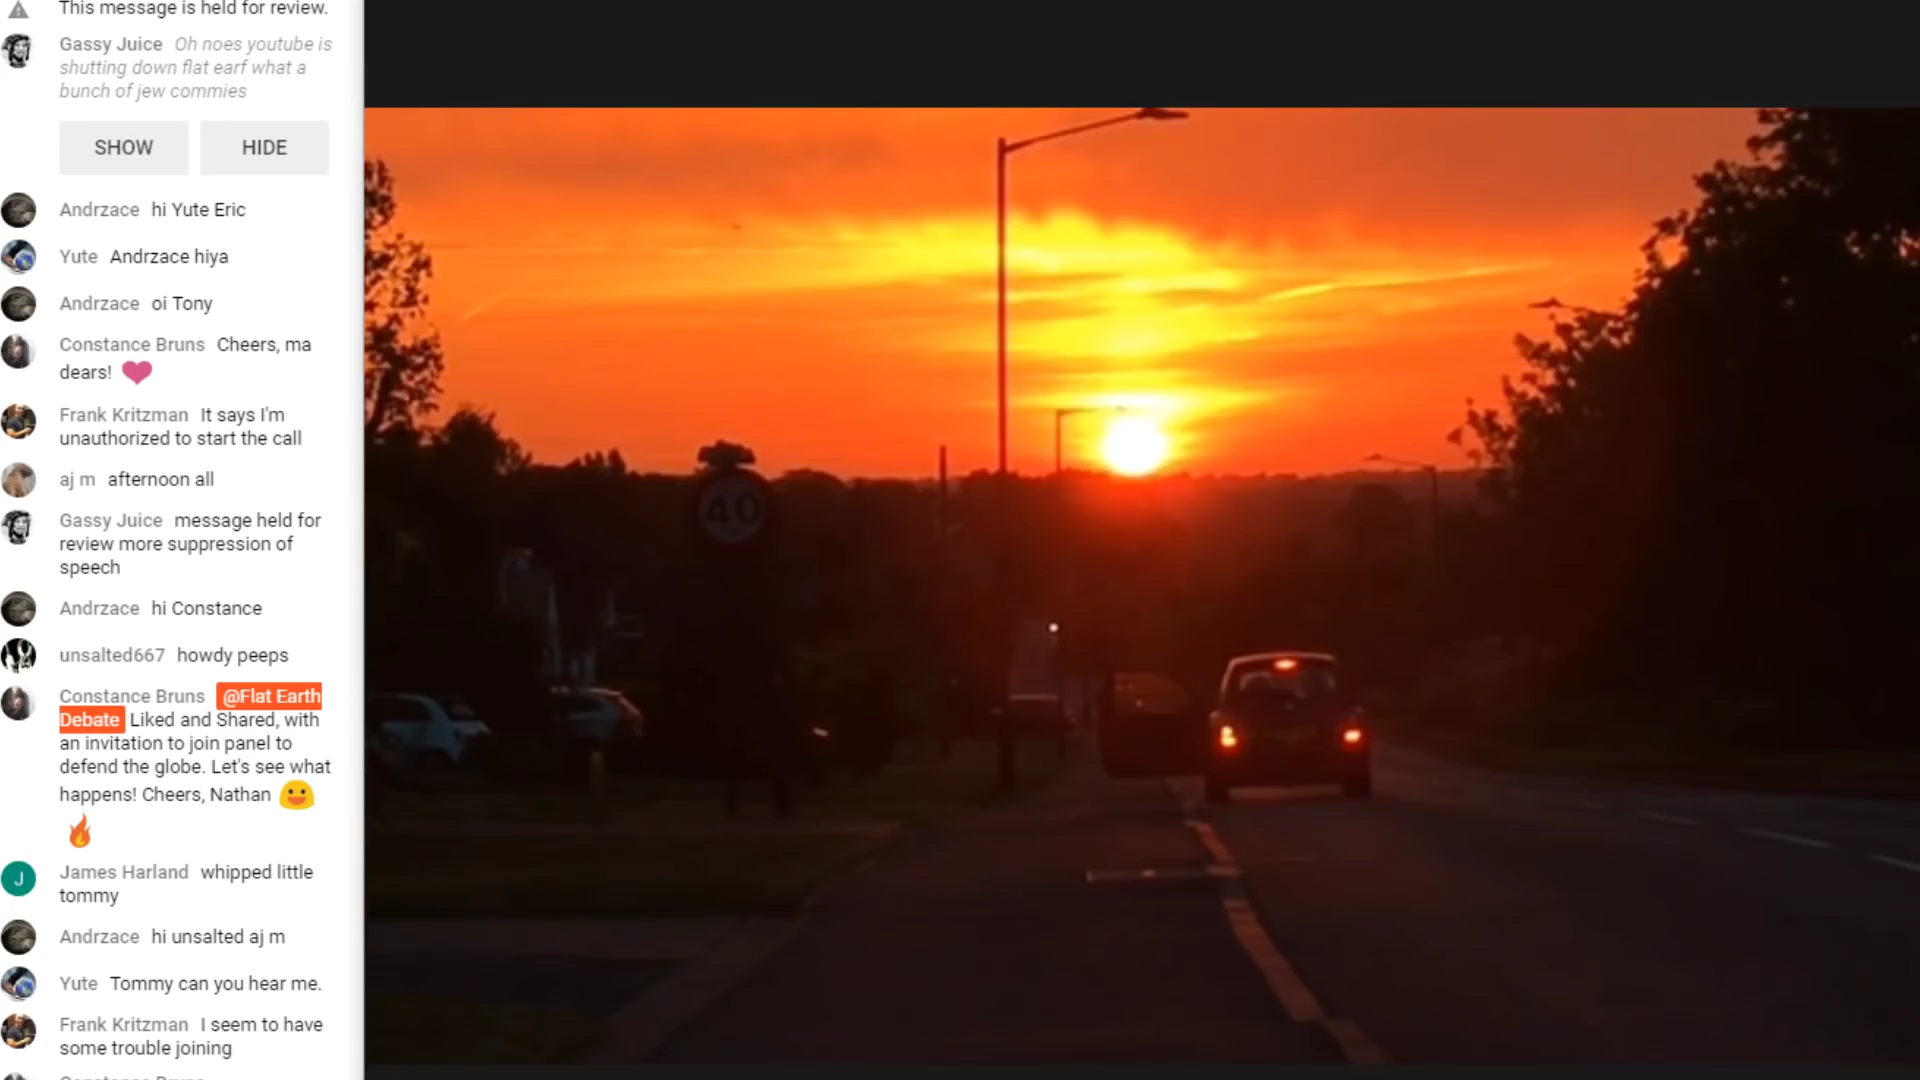 This message is held for review.
Gassy Juice Oh noes youtube is
shutting down flat earf what a
bunch of jew commies
SHOW HIDE
Andrzace hi Yute Eric
Yute Andrzace hiya
Andrzace oi Tony
Constance Bruns Cheers, ma
dears!
Frank Kritzman It says I'm
unauthorized to start the call
aj m afternoon all
Gassy Juice message held for
review more suppression of
speech
Andrzace hi Constance
unsalted667 howdy peeps
Constance Bruns @Flat Earth
Debate Liked and Shared, with
an invitation to join panel to
defend the globe. Let's see what
happens! Cheers, Nathan
J
James Harland whipped little
tommy
Andrzace hi unsalted aj m
Yute Tommy can you hear me.
Frank Kritzman I seem to have
some trouble joining
Constance Bruns
40